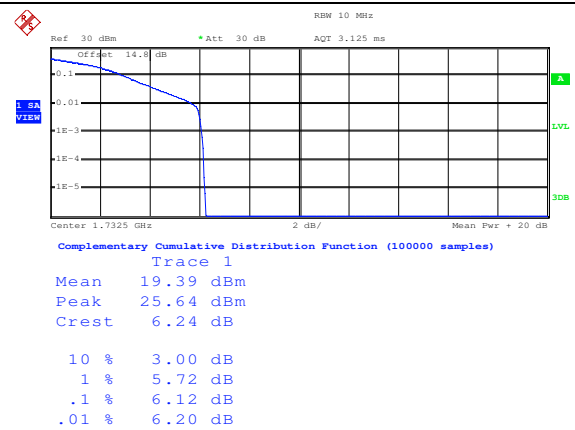 RBW 10 MHz
Ref 30 dBm *Att 30 dB AQT 3.125 ms
Offset 14.8 dB
0.1
A
0.01
1 SA
VIEW
1E-3
LVL
1E-4
1E-5
3DB
Center 1.7325 GHz 2 dB/ Mean Pwr + 20 dB
Complementary Cumulative Distribution Function (100000 samples)
Trace 1
Mean 19.39 dBm
Peak 25.64 dBm
Crest 6.24 dB
10 % 3.00 dB
1 % 5.72 dB
.1 % 6.12 dB
.01 % 6.20 dB